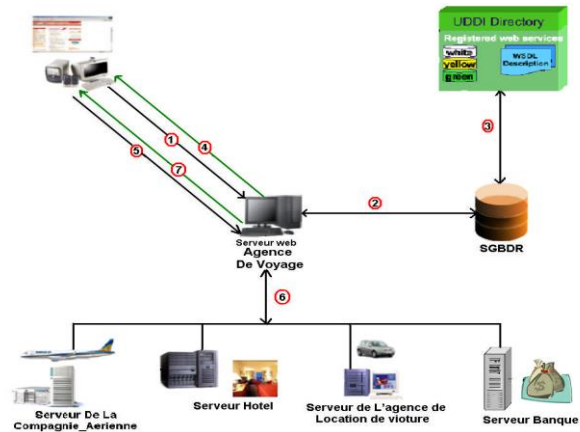 UDDI Directory
Registered web services
white
yellow
green
WSDL
Description
1
4
5
7
3
2
Serveur web
Agence
De Voyage
SGBDR
6
Serveur De La
Compagnie_Aerienne
Serveur Hotel
Serveur de L'agence de
Location de vioture
Serveur Banque